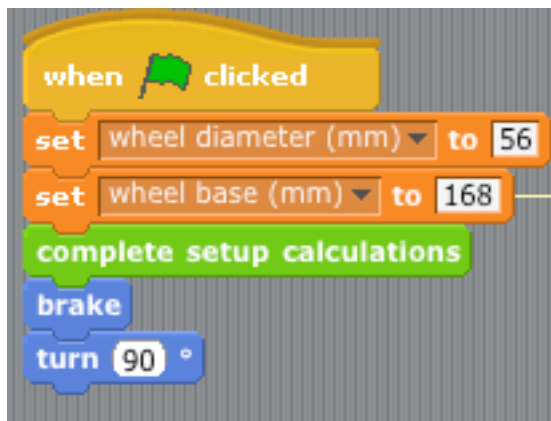 when clicked
set wheel diameter (mm) to 56
set wheel base (mm) to 168
complete setup calculations
brake
turn 90 °